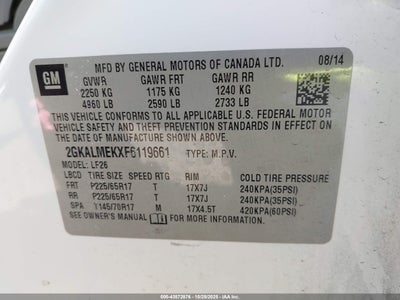 GM
MFD BY GENERAL MOTORS OF CANADA LTD. 08/14
GVWR GAWR FRT GAWR RR
2250 KG 1175 KG 1240 KG
4960 LB 2590 LB 2733 LB
THIS VEHICLE CONFORMS TO ALL APPLICABLE U.S. FEDERAL MOTOR
VEHICLE SAFETY AND THEFT PREVENTION STANDARDS IN EFFECT ON
THE DATE OF MANUFACTURE SHOWN ABOVE.
2GKALMEKXF6119661 TYPE: M.P.V.
MODEL: LF26
LBCD TIRE SIZE SPEED RTG RIM COLD TIRE PRESSURE
FRT P225/65R17 T 17X7J 240KPA(35PSI)
RR P225/65R17 T 17X7J 240KPA(35PSI)
SPA T145/70R17 M 17X4.5T 420KPA(60PSI)
SEE OWNER'S MANUAL FOR ADDITIONAL INFORMATION.